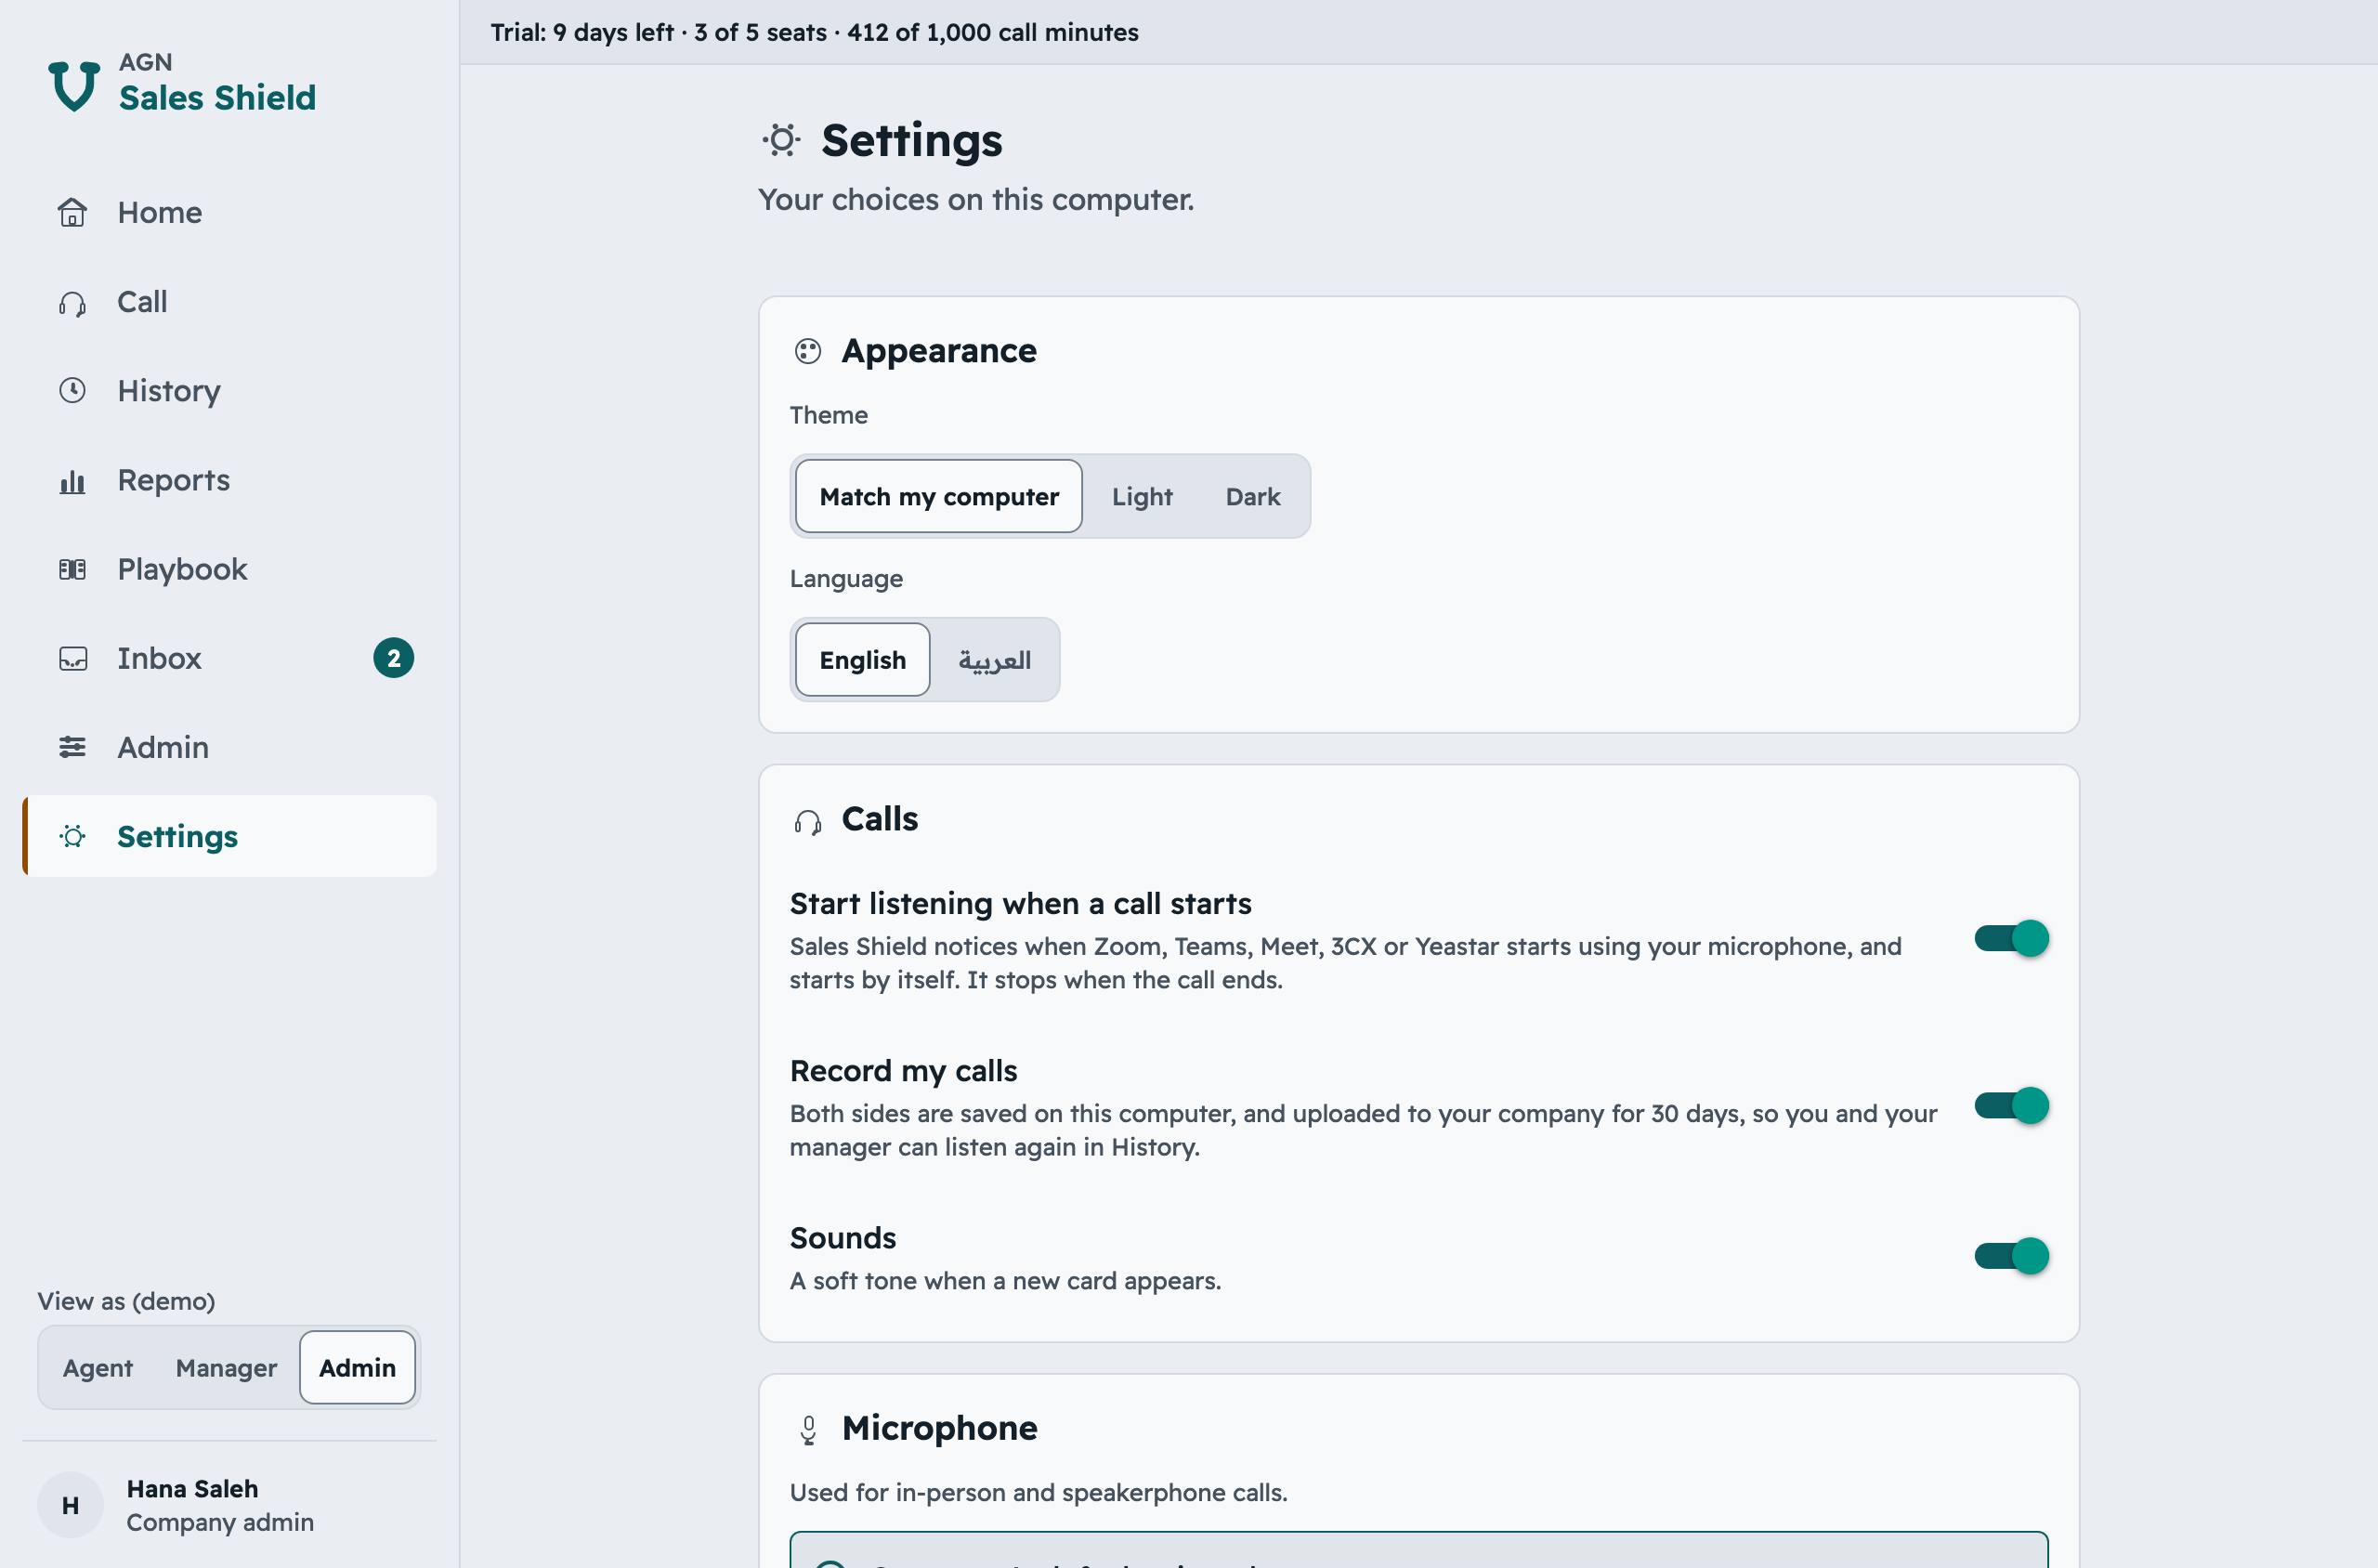 AGN
Sales Shield
Home
Call
History
Reports
Playbook
Inbox
2
Admin
Settings
View as (demo)
Agent
Manager
Admin
H
Hana Saleh
Company admin
Trial: 9 days left · 3 of 5 seats · 412 of 1,000 call minutes
Settings
Your choices on this computer.
Appearance
Theme
Match my computer
Light
Dark
Language
English
العربية
Calls
Start listening when a call starts
Sales Shield notices when Zoom, Teams, Meet, 3CX or Yeastar starts using your microphone, and
starts by itself. It stops when the call ends.
Record my calls
Both sides are saved on this computer, and uploaded to your company for 30 days, so you and your
manager can listen again in History.
Sounds
A soft tone when a new card appears.
Microphone
Used for in-person and speakerphone calls.